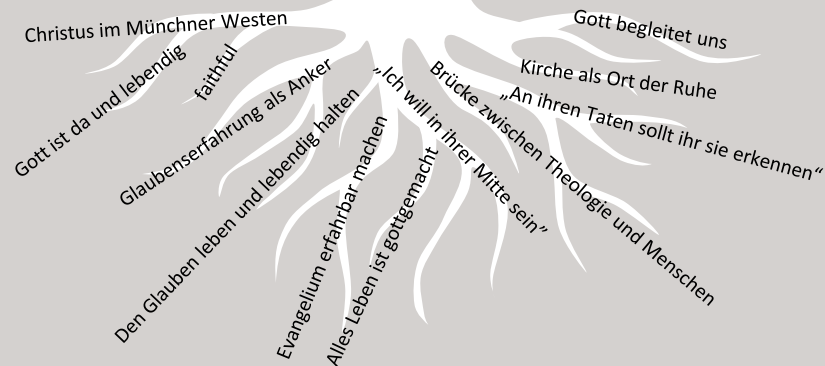 Christus im Münchner Westen
Gott ist da und lebendig
faithful
Glaubenserfahrung als Anker
Den Glauben leben und lebendig halten
Evangelium erfahrbar machen
Alles Leben ist gottgemacht
„Ich will in ihrer Mitte sein“
Brücke zwischen Theologie und Menschen
„An ihren Taten sollt ihr sie erkennen“
Kirche als Ort der Ruhe
Gott begleitet uns